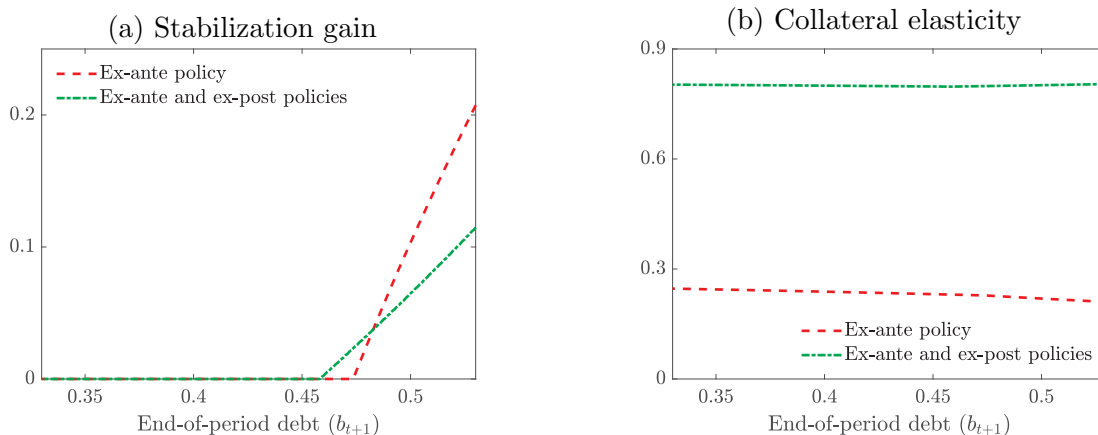 (a) Stabilization gain
Ex-ante policy
Ex-ante and ex-post policies
0.2
0.1
0
0.35
0.4
0.45
0.5
End-of-period debt (b_{t+1})
(b) Collateral elasticity
0.9
0.6
0.3
0
Ex-ante policy
Ex-ante and ex-post policies
0.35
0.4
0.45
0.5
End-of-period debt (b_{t+1})